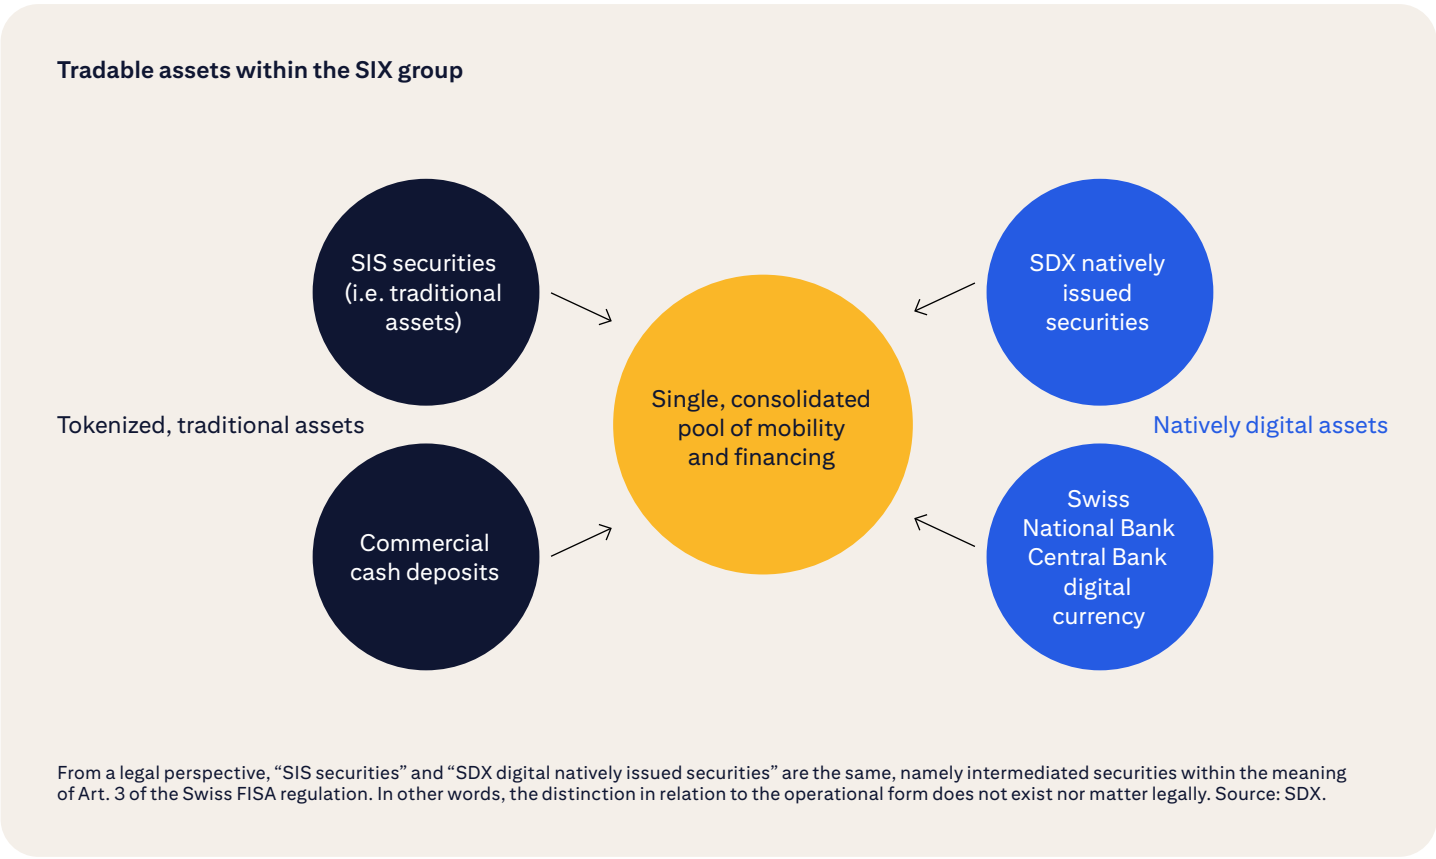 Tradable assets within the SIX group
SIS securities
(i.e. traditional
assets)
SDX natively
issued
securities
Single, consolidated
pool of mobility
and financing
Tokenized, traditional assets
Natively digital assets
Commercial
cash deposits
Swiss
National Bank
Central Bank
digital
currency
From a legal perspective, “SIS securities” and “SDX digital natively issued securities” are the same, namely intermediated securities within the meaning
of Art. 3 of the Swiss FISA regulation. In other words, the distinction in relation to the operational form does not exist nor matter legally. Source: SDX.